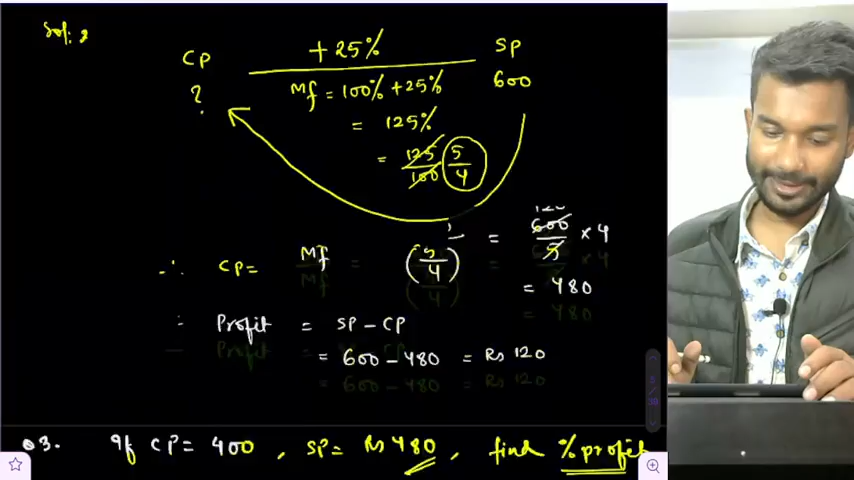 Sol: 2
CP +25% SP
? Mf = 100% + 25% 600
= 125%
= 125/100 5/4
120
∴ CP = Mf (5/4) = 600/5 × 4
= 480
∴ Profit = SP - CP
= 600 - 480 = Rs 120
Q3. If CP = 400, SP = Rs 480, find % profit